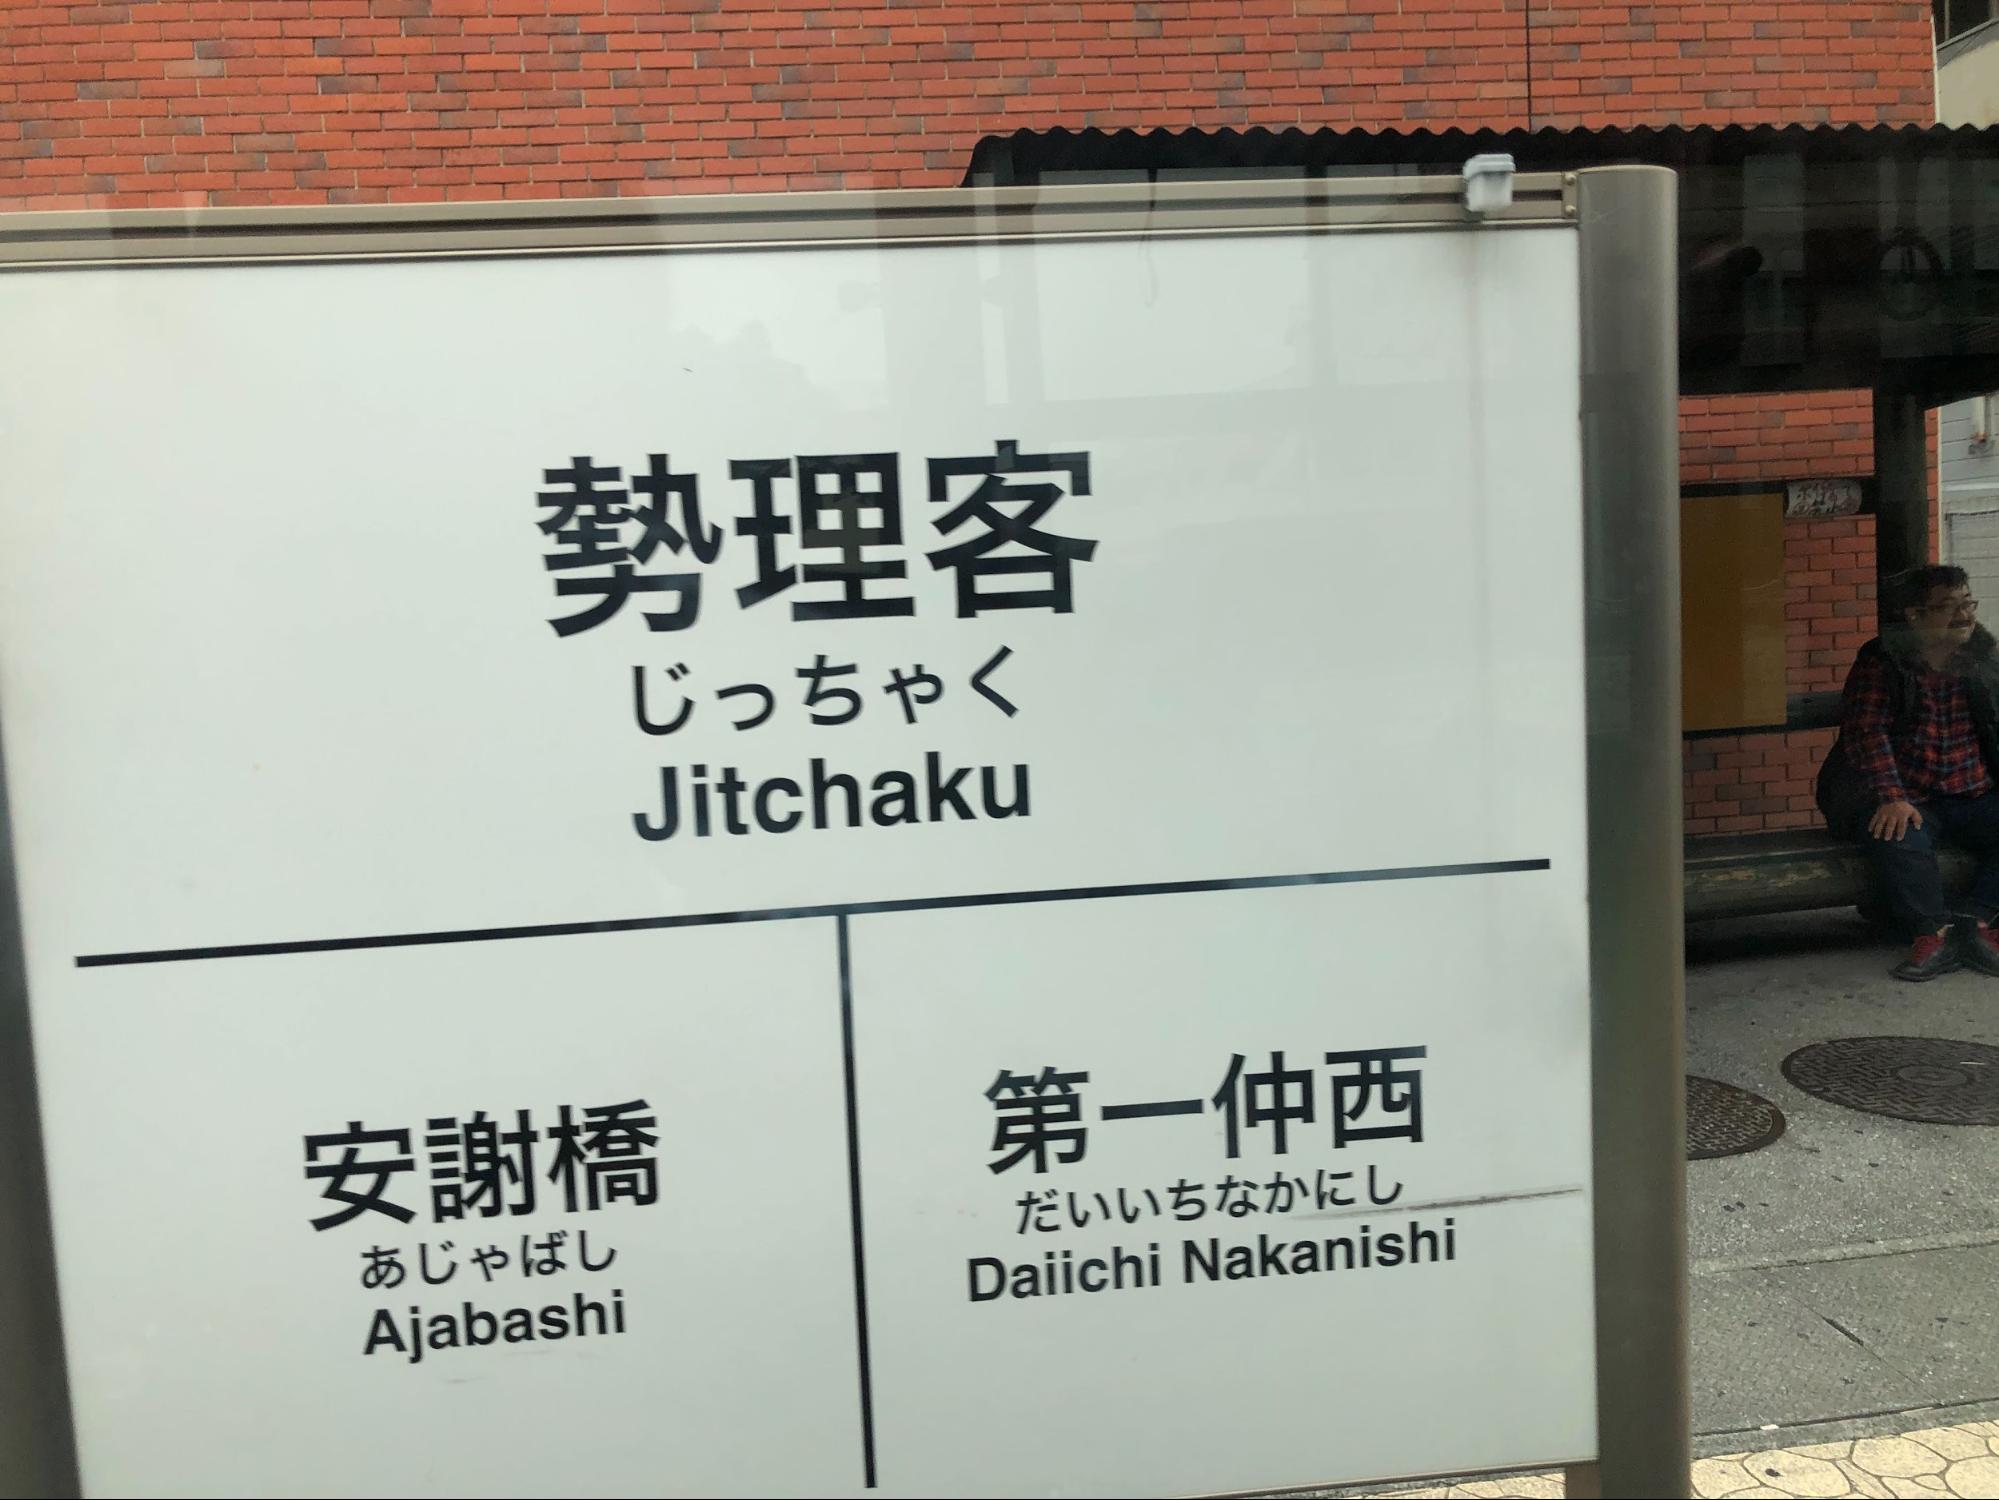 勢理客
じっちゃく
Jitchaku
安謝橋
あじゃばし
Ajabashi
第一仲西
だいいちなかにし
Daiichi Nakanishi